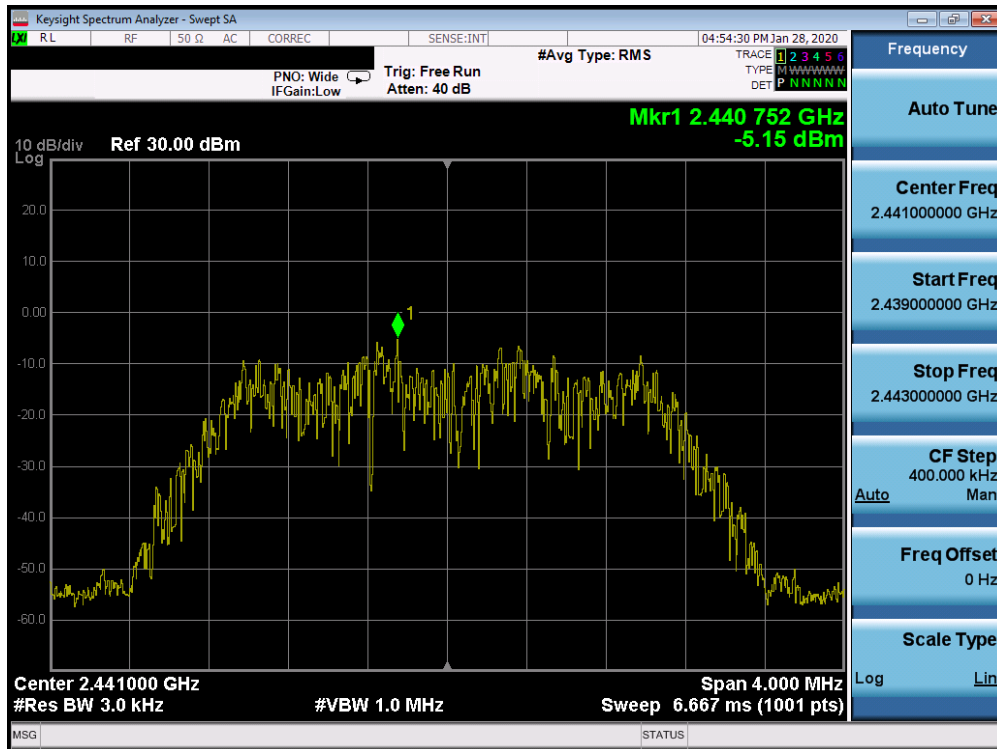 Keysight Spectrum Analyzer - Swept SA
LXI RL RF 50 Ω AC CORREC SENSE:INT 04:54:30 PM Jan 28, 2020
PNO: Wide
IFGain:Low
Trig: Free Run
Atten: 40 dB
#Avg Type: RMS
TRACE 1 2 3 4 5 6
TYPE M W W W W W
DET P N N N N N
Mkr1 2.440 752 GHz
-5.15 dBm
10 dB/div
Log
Ref 30.00 dBm
20.0
10.0
0.00
-10.0
-20.0
-30.0
-40.0
-50.0
-60.0
1
Center 2.441000 GHz
Span 4.000 MHz
#Res BW 3.0 kHz
#VBW 1.0 MHz
Sweep 6.667 ms (1001 pts)
MSG
STATUS
Frequency
Auto Tune
Center Freq
2.441000000 GHz
Start Freq
2.439000000 GHz
Stop Freq
2.443000000 GHz
CF Step
400.000 kHz
Auto Man
Freq Offset
0 Hz
Scale Type
Log Lin